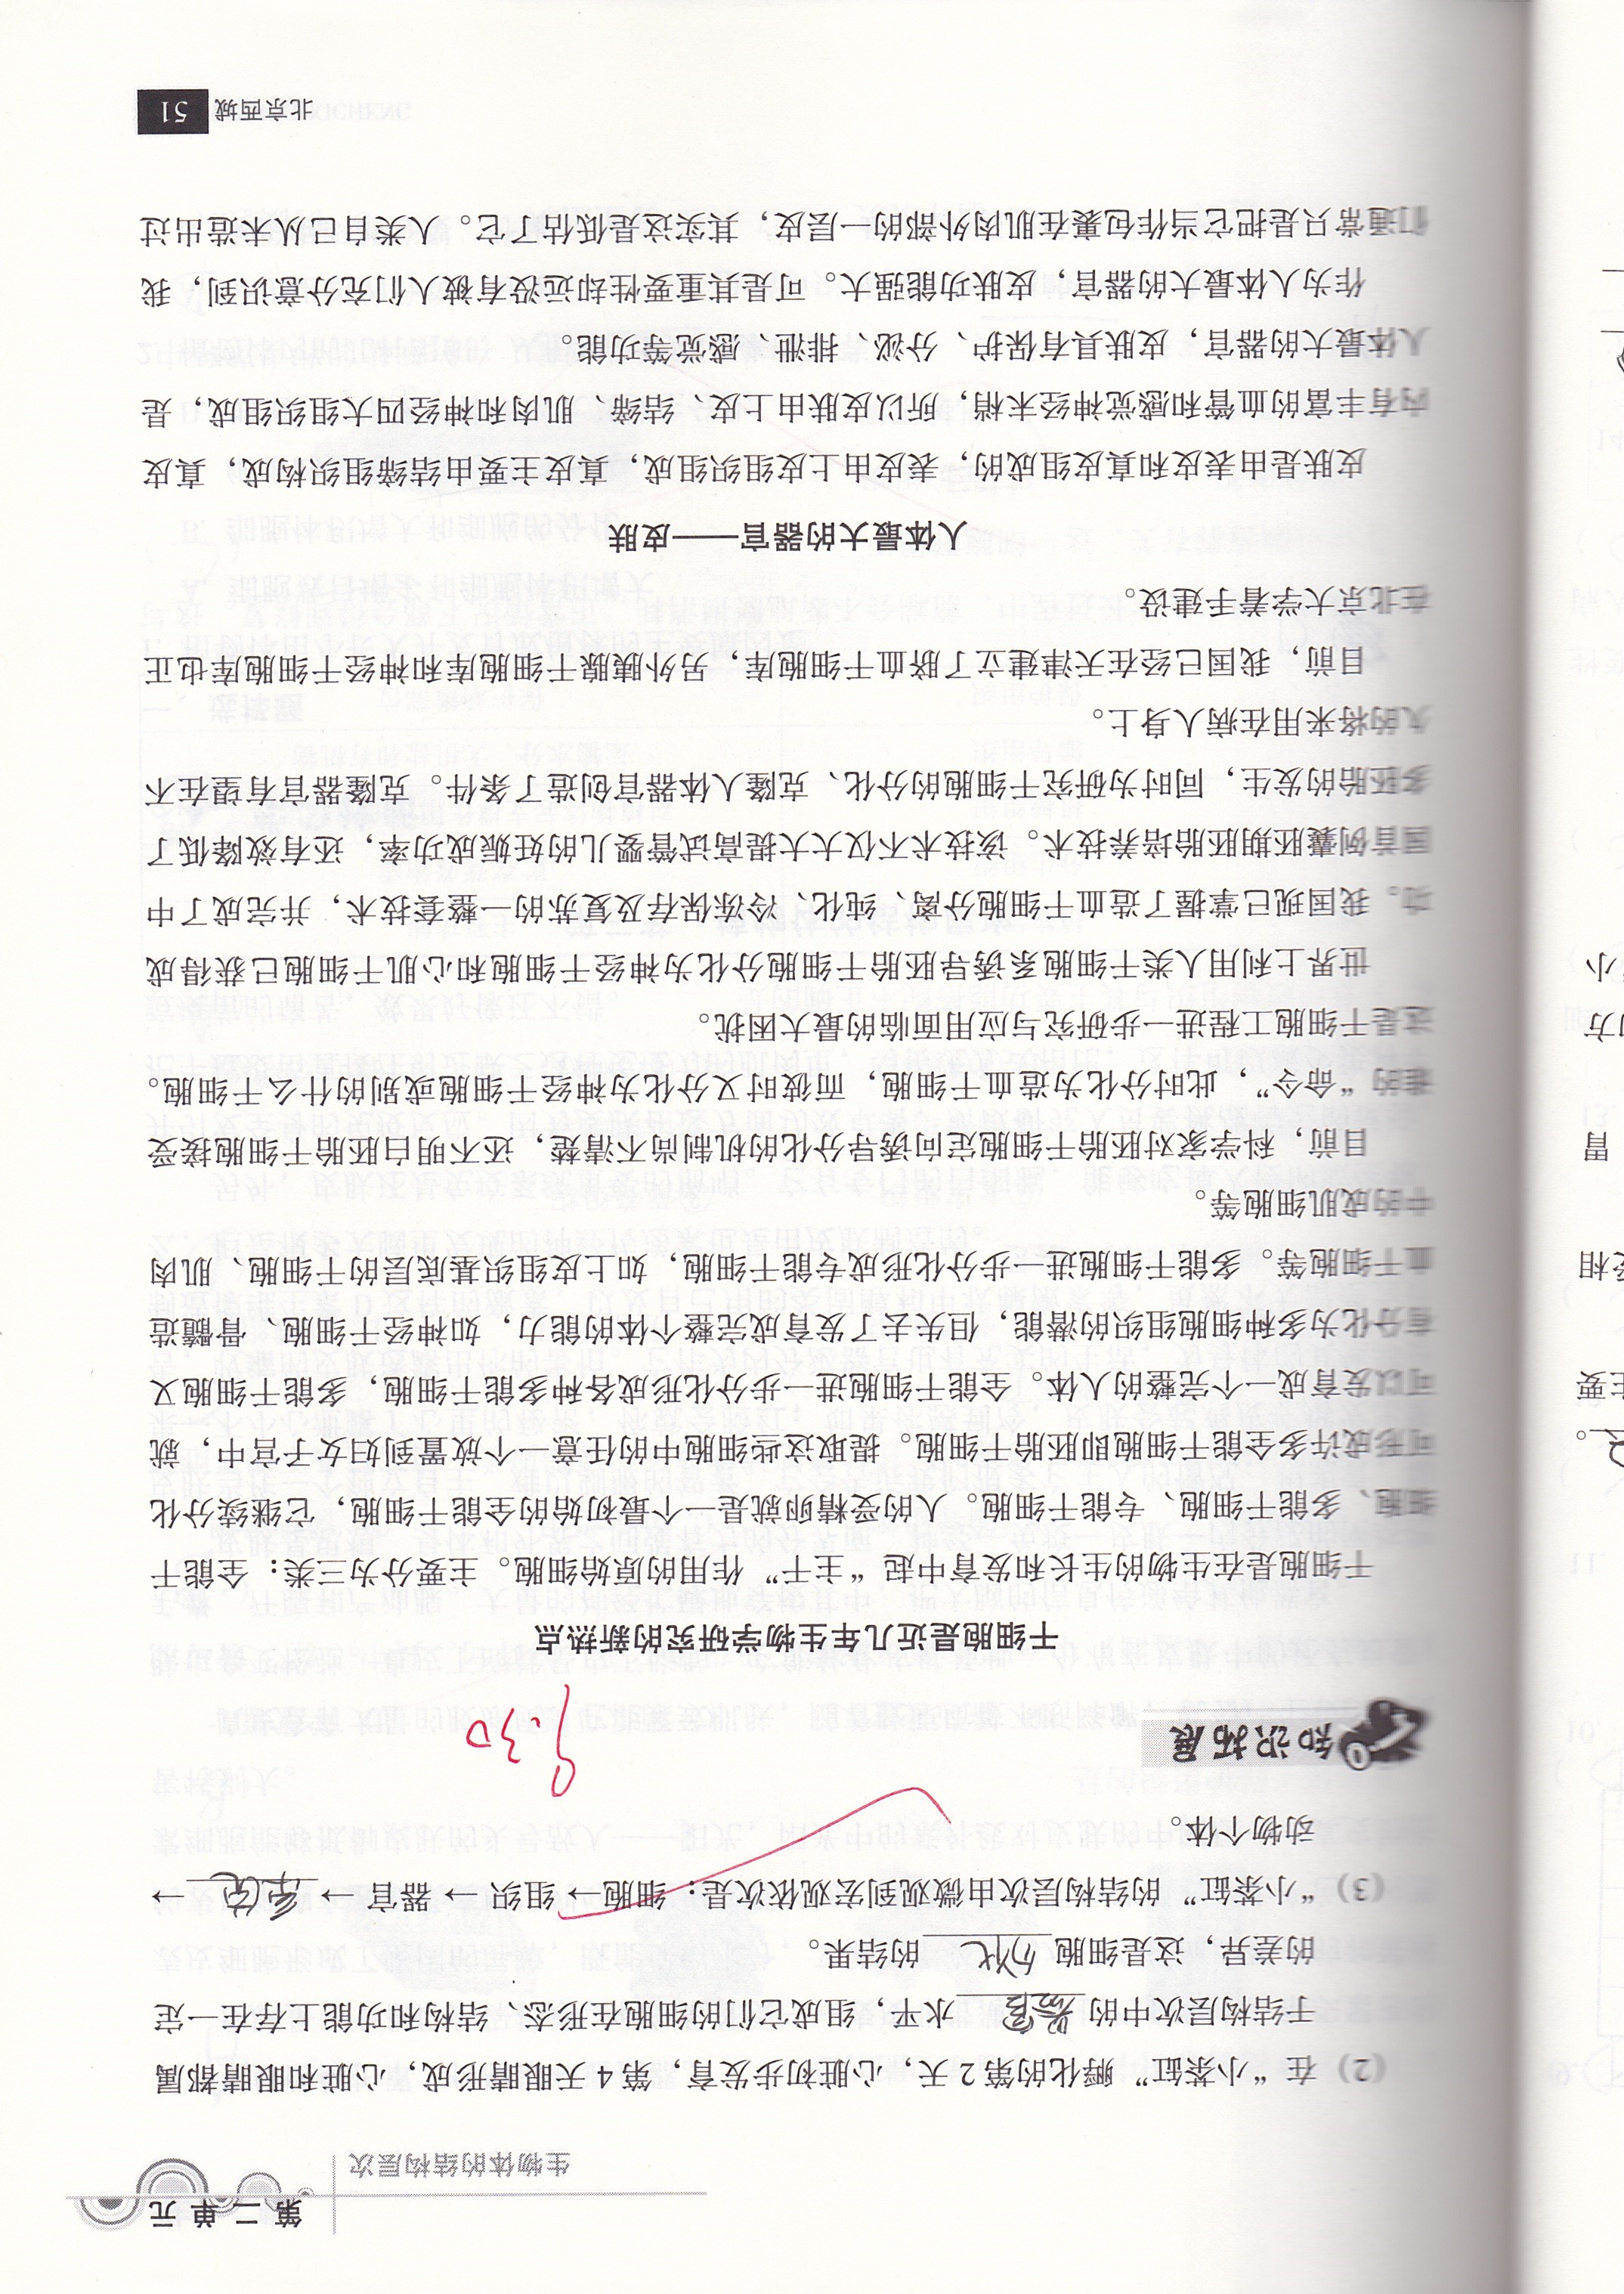 第二单元
生物体的结构层次
(2) 在“小茶缸”孵化的第2天，心脏初步发育，第4天眼睛形成，心脏和眼睛都属
于结构层次中的 器官 水平，组成它们的细胞在形态、结构和功能上存在一定
的差异，这是细胞 分化 的结果。
(3)“小茶缸”的结构层次由微观到宏观依次是：细胞→组织→器官→ 系统 →
动物个体。
9.30
知识拓展
干细胞是近几年生物学研究的新热点
干细胞是在生物的生长和发育中起“主干”作用的原始细胞。主要分为三类：全能干
细胞、多能干细胞、专能干细胞。人的受精卵就是一个最初始的全能干细胞，它继续分化
可形成许多全能干细胞即胚胎干细胞。提取这些细胞中的任意一个放置到妇女子宫中，就
可以发育成一个完整的人体。全能干细胞进一步分化形成各种多能干细胞，多能干细胞又
有分化为多种细胞组织的潜能，但失去了发育成完整个体的能力，如神经干细胞、骨髓造
血干细胞等。多能干细胞进一步分化形成专能干细胞，如上皮组织基底层的干细胞、肌肉
中的成肌细胞等。
目前，科学家对胚胎干细胞定向诱导分化的机制尚不清楚，还不明白胚胎干细胞接受
谁的“命令”，此时分化为造血干细胞，而彼时又分化为神经干细胞或别的什么干细胞。
这是干细胞工程进一步研究与应用面临的最大困扰。
世界上利用人类干细胞系诱导胚胎干细胞分化为神经干细胞和心肌干细胞已获得成
功。我国现已掌握了造血干细胞分离、纯化、冷冻保存及复苏的一整套技术，并完成了中
国首例囊胚期胚胎培养技术。该技术不仅大大提高试管婴儿的妊娠成功率，还有效降低了
多胚胎的发生，同时为研究干细胞的分化、克隆人体器官创造了条件。克隆器官有望在不
久的将来用在病人身上。
目前，我国已经在天津建立了脐血干细胞库，另外胰腺干细胞库和神经干细胞库也正
在北京大学着手建设。
人体最大的器官——皮肤
皮肤是由表皮和真皮组成的，表皮由上皮组织组成，真皮主要由结缔组织构成，真皮
内有丰富的血管和感觉神经末梢，所以皮肤由上皮、结缔、肌肉和神经四大组织组成，是
人体最大的器官，皮肤具有保护、分泌、排泄、感觉等功能。
作为人体最大的器官，皮肤功能强大。可是其重要性却远没有被人们充分意识到，我
们通常只是把它当作包裹在肌肉外部的一层皮，其实这是低估了它。人类自己从未造出过
北京西城 51